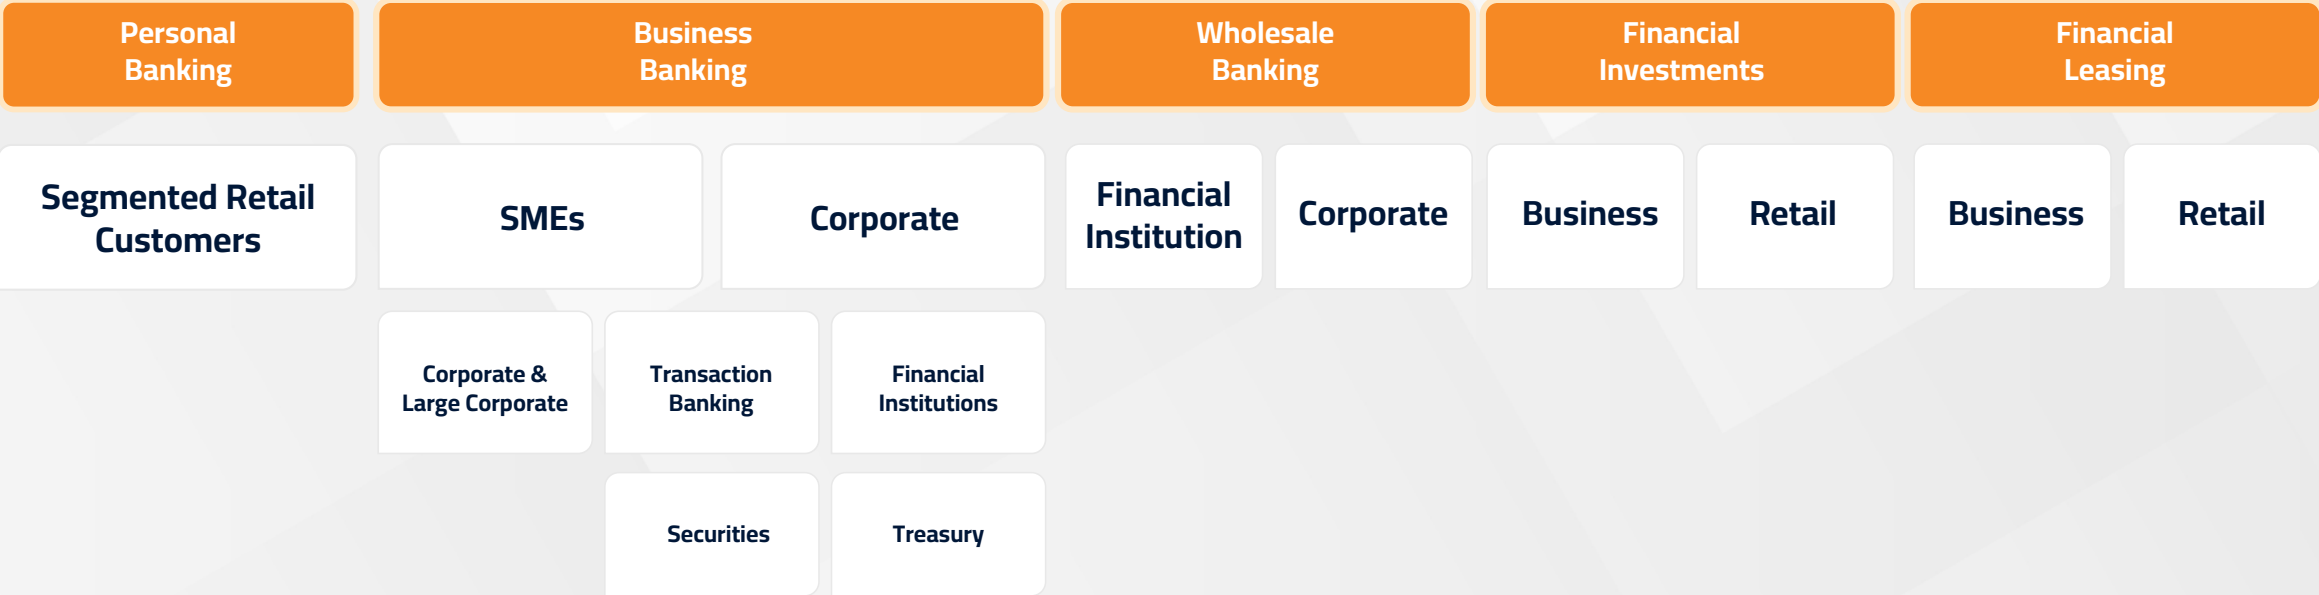 Personal
Banking
Business
Banking
Wholesale
Banking
Financial
Investments
Financial
Leasing
Segmented Retail
Customers
SMEs
Corporate
Financial
Institution
Corporate
Business
Retail
Business
Retail
Corporate &
Large Corporate
Transaction
Banking
Financial
Institutions
Securities
Treasury